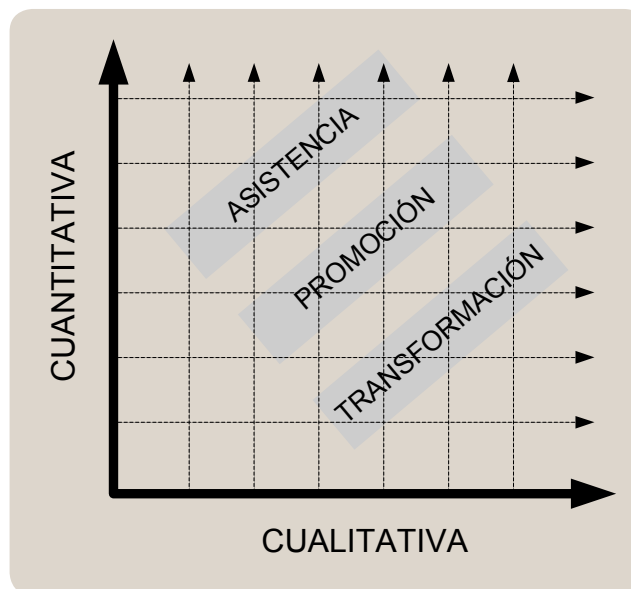 CUANTITATIVA
ASISTENCIA
PROMOCIÓN
TRANSFORMACIÓN
CUALITATIVA